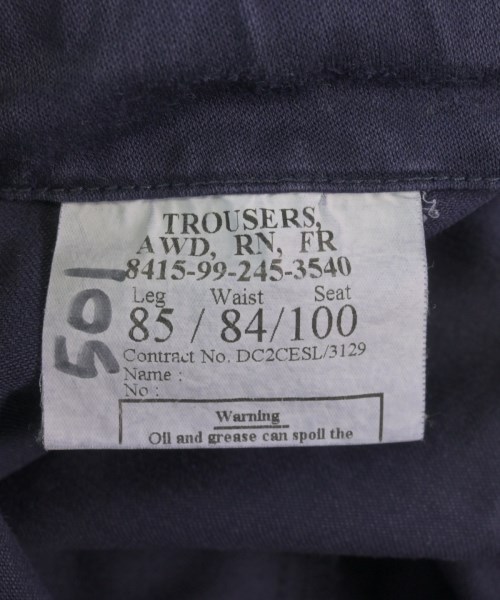 TROUSERS,
AWD, RN, FR
8415-99-245-3540
Leg Waist Seat
85 / 84/100
Contract No. DC2CESL/3129
Name :
No :
Warning
Oil and grease can spoil the
501